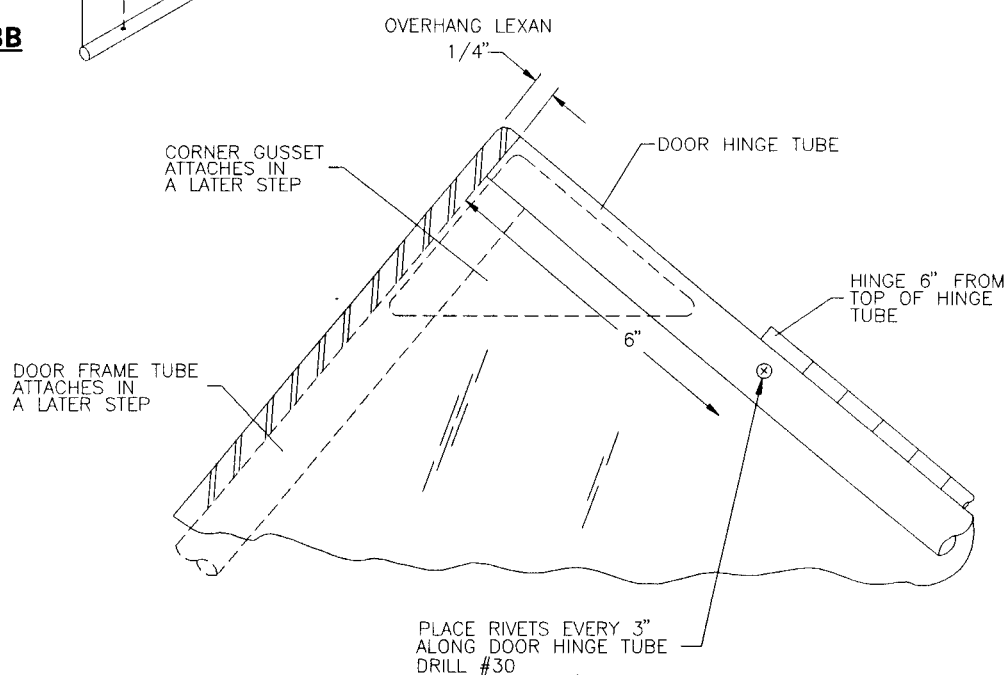 BB
OVERHANG LEXAN
1/4"
CORNER GUSSET
ATTACHES IN
A LATER STEP
DOOR HINGE TUBE
HINGE 6" FROM
TOP OF HINGE
TUBE
6"
DOOR FRAME TUBE
ATTACHES IN
A LATER STEP
PLACE RIVETS EVERY 3"
ALONG DOOR HINGE TUBE
DRILL #30